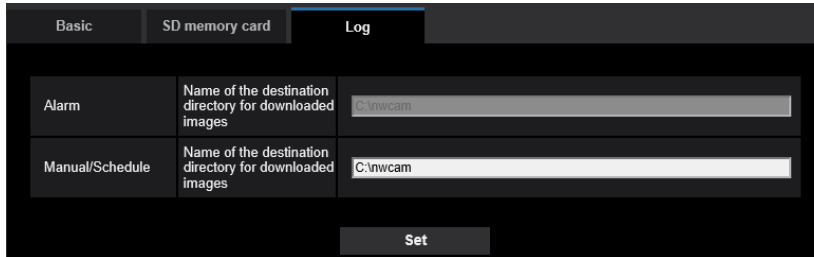 Basic SD memory card Log
Alarm
Name of the destination
directory for downloaded
images
C:\nwcam
Manual/Schedule
Name of the destination
directory for downloaded
images
C:\nwcam
Set